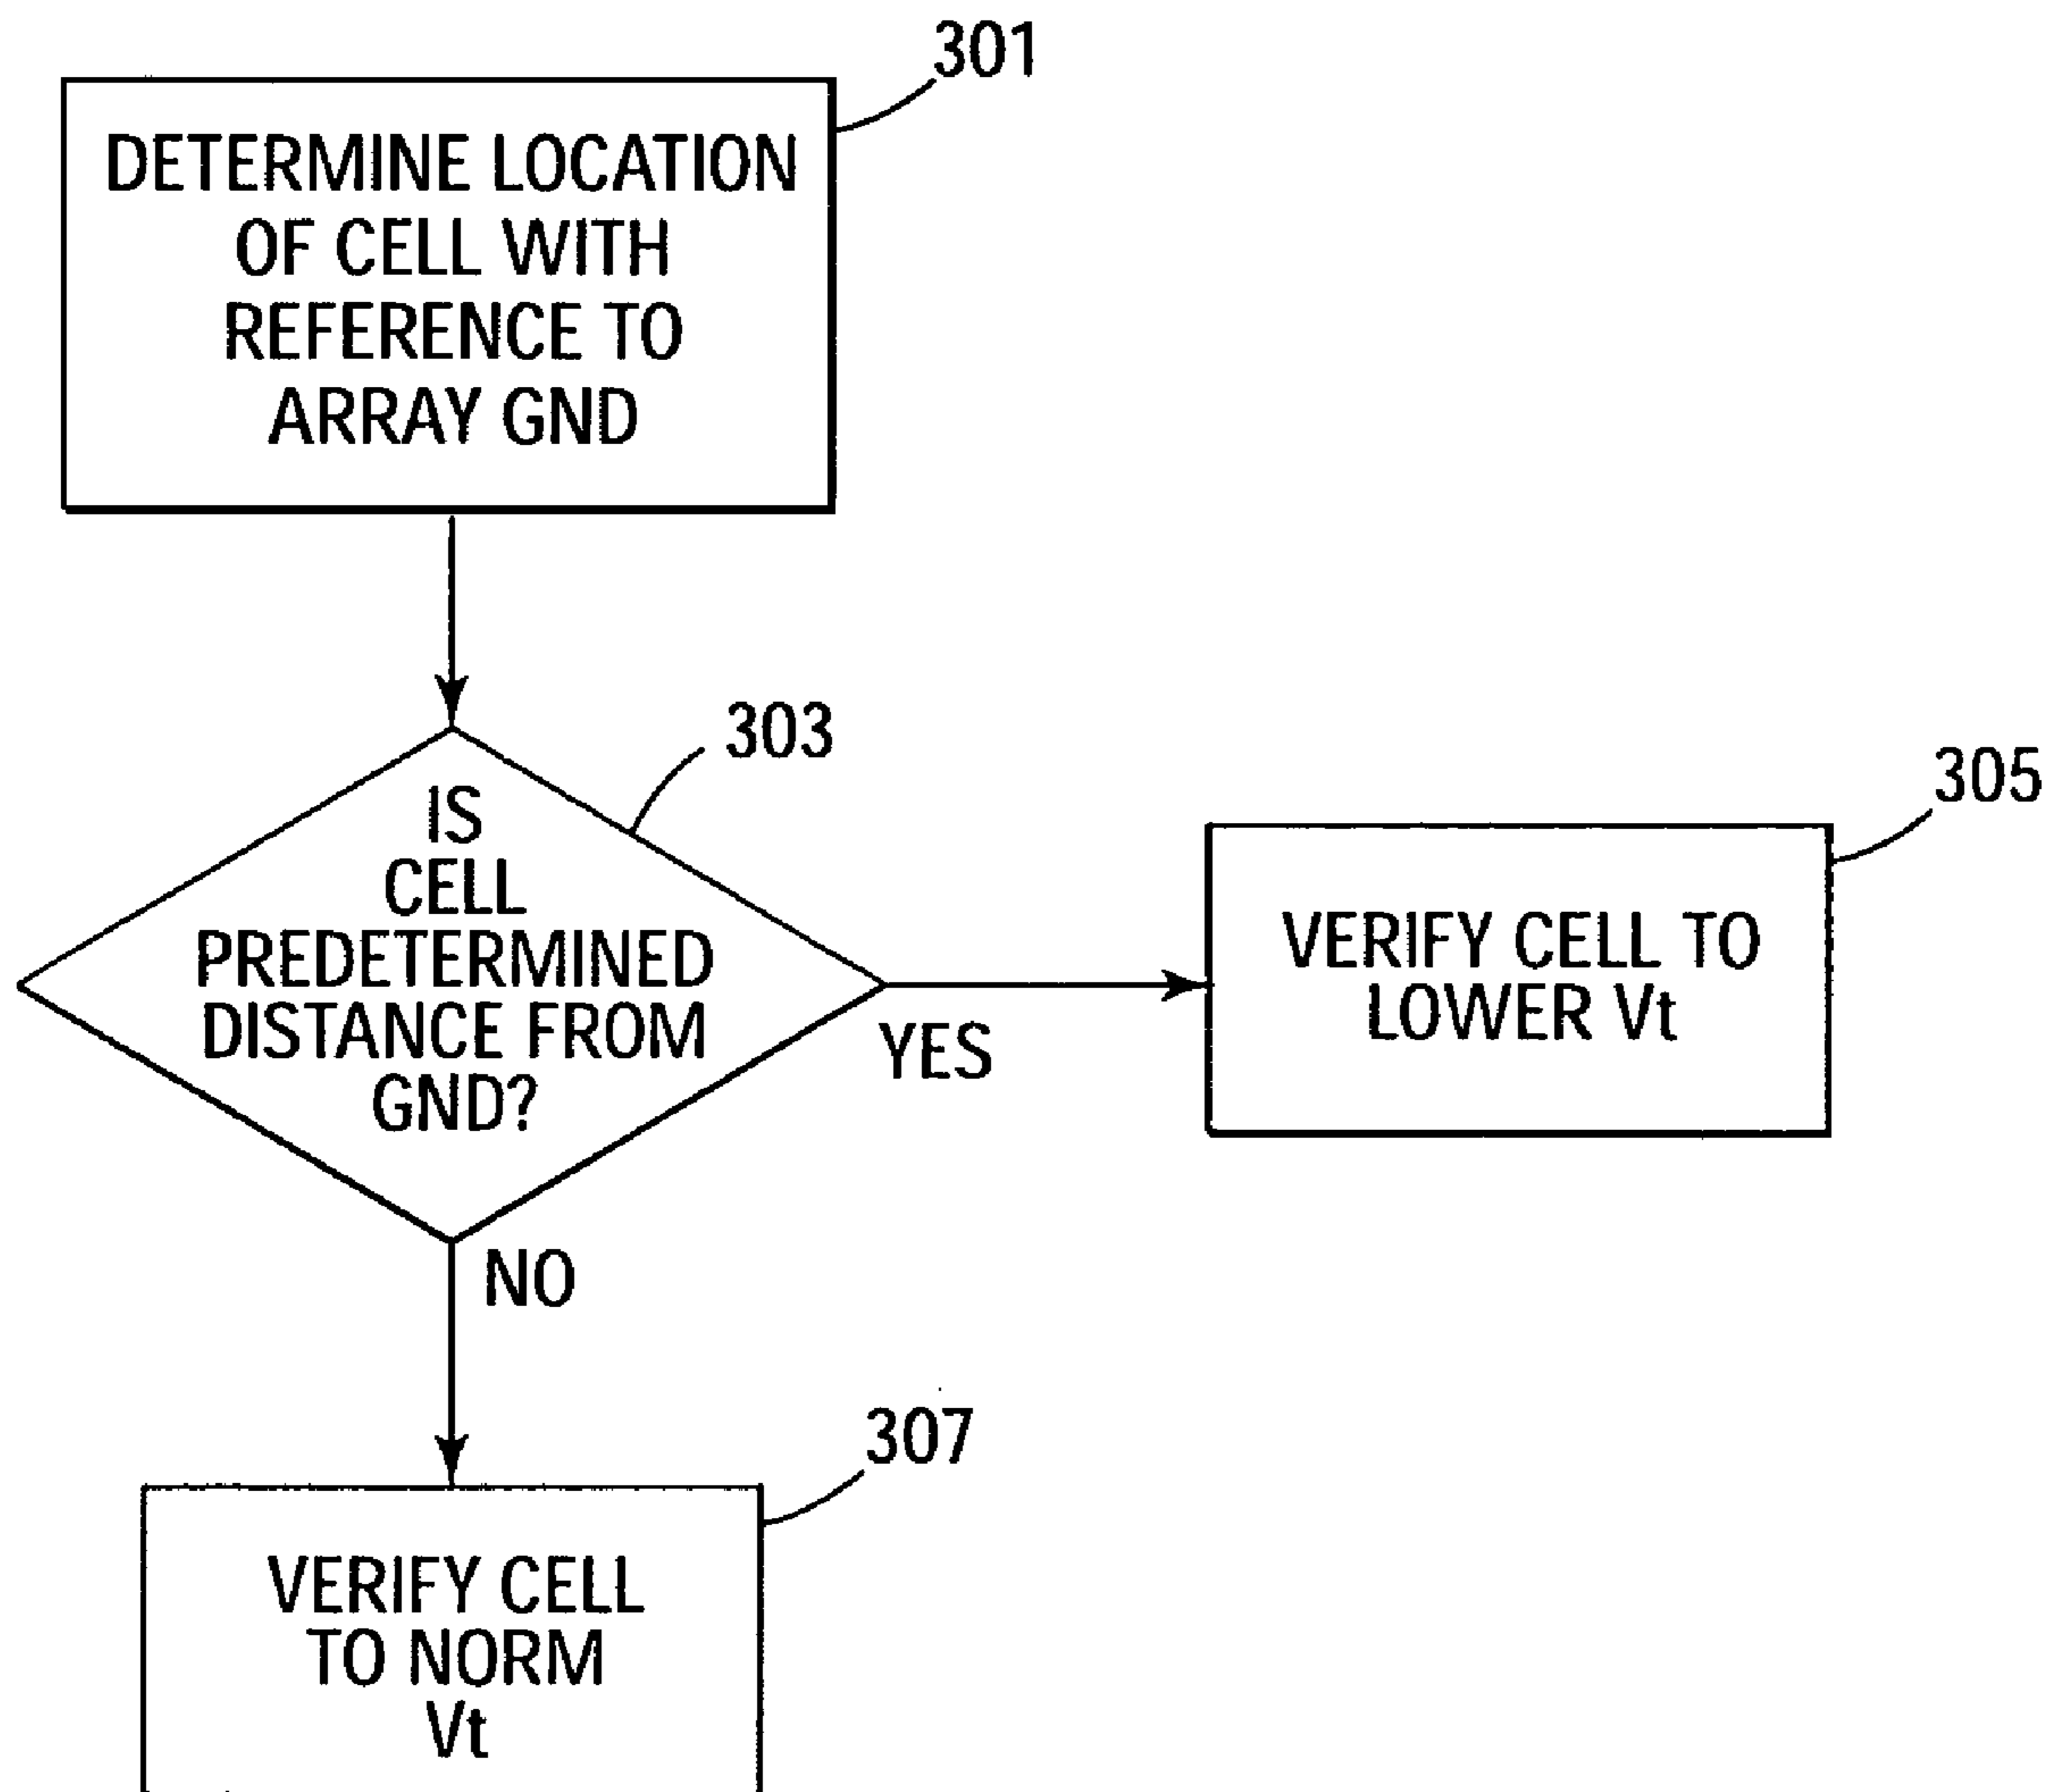 301
DETERMINE LOCATION
OF CELL WITH
REFERENCE TO
ARRAY GND
303
IS
CELL
PREDETERMINED
DISTANCE FROM
GND?
YES
305
VERIFY CELL TO
LOWER Vt
NO
307
VERIFY CELL
TO NORM
Vt